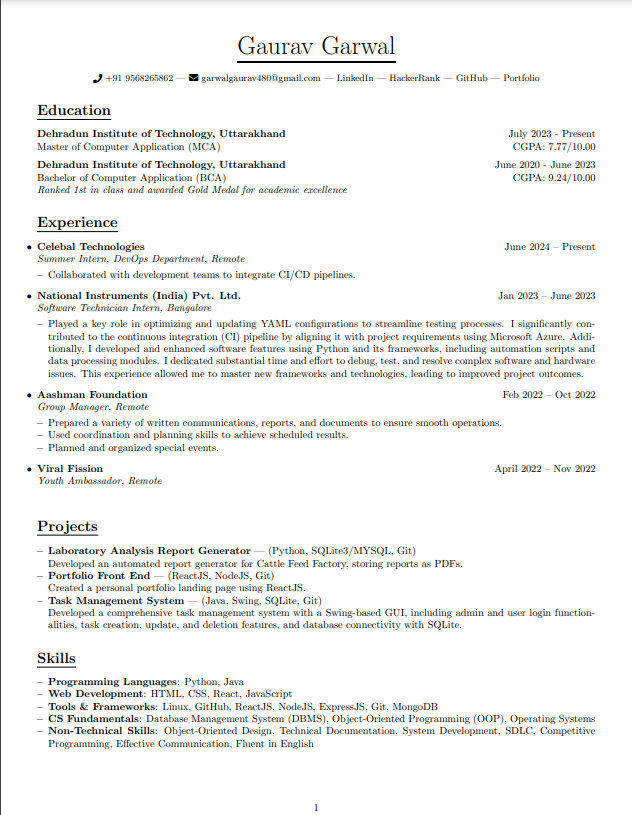 Gaurav Garwal
+91 9568265862 — garwalgaurav480@gmail.com — LinkedIn — HackerRank — GitHub — Portfolio
Education
Dehradun Institute of Technology, Uttarakhand July 2023 - Present
Master of Computer Application (MCA) CGPA: 7.77/10.00
Dehradun Institute of Technology, Uttarakhand June 2020 - June 2023
Bachelor of Computer Application (BCA) CGPA: 9.24/10.00
Ranked 1st in class and awarded Gold Medal for academic excellence
Experience
• Celebal Technologies June 2024 – Present
Summer Intern, DevOps Department, Remote
– Collaborated with development teams to integrate CI/CD pipelines.
• National Instruments (India) Pvt. Ltd. Jan 2023 – June 2023
Software Technician Intern, Bangalore
– Played a key role in optimizing and updating YAML configurations to streamline testing processes. I significantly con-
tributed to the continuous integration (CI) pipeline by aligning it with project requirements using Microsoft Azure. Addi-
tionally, I developed and enhanced software features using Python and its frameworks, including automation scripts and
data processing modules. I dedicated substantial time and effort to debug, test, and resolve complex software and hardware
issues. This experience allowed me to master new frameworks and technologies, leading to improved project outcomes.
• Aashman Foundation Feb 2022 – Oct 2022
Group Manager, Remote
– Prepared a variety of written communications, reports, and documents to ensure smooth operations.
– Used coordination and planning skills to achieve scheduled results.
– Planned and organized special events.
• Viral Fission April 2022 – Nov 2022
Youth Ambassador, Remote
Projects
– Laboratory Analysis Report Generator — (Python, SQLite3/MYSQL, Git)
Developed an automated report generator for Cattle Feed Factory, storing reports as PDFs.
– Portfolio Front End — (ReactJS, NodeJS, Git)
Created a personal portfolio landing page using ReactJS.
– Task Management System — (Java, Swing, SQLite, Git)
Developed a comprehensive task management system with a Swing-based GUI, including admin and user login function-
alities, task creation, update, and deletion features, and database connectivity with SQLite.
Skills
– Programming Languages: Python, Java
– Web Development: HTML, CSS, React, JavaScript
– Tools & Frameworks: Linux, GitHub, ReactJS, NodeJS, ExpressJS, Git, MongoDB
– CS Fundamentals: Database Management System (DBMS), Object-Oriented Programming (OOP), Operating Systems
– Non-Technical Skills: Object-Oriented Design, Technical Documentation, System Development, SDLC, Competitive
Programming, Effective Communication, Fluent in English
1